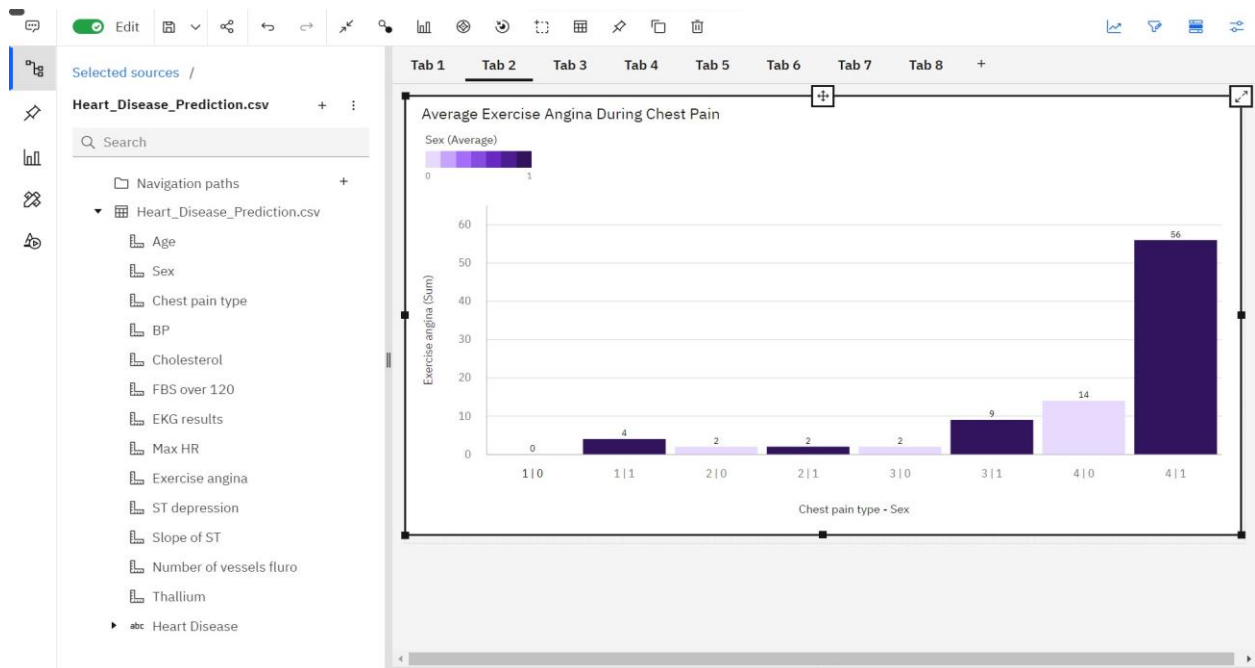 Edit
Tab 1 Tab 2 Tab 3 Tab 4 Tab 5 Tab 6 Tab 7 Tab 8 +
Selected sources /
Heart_Disease_Prediction.csv
Search
Navigation paths
Heart_Disease_Prediction.csv
Age
Sex
Chest pain type
BP
Cholesterol
FBS over 120
EKG results
Max HR
Exercise angina
ST depression
Slope of ST
Number of vessels fluro
Thallium
abc Heart Disease
Average Exercise Angina During Chest Pain
Sex (Average)
0 1
Exercise angina (Sum)
60
50
40
30
20
10
0
0 4 2 2 2 9 14 56
1|0 1|1 2|0 2|1 3|0 3|1 4|0 4|1
Chest pain type - Sex